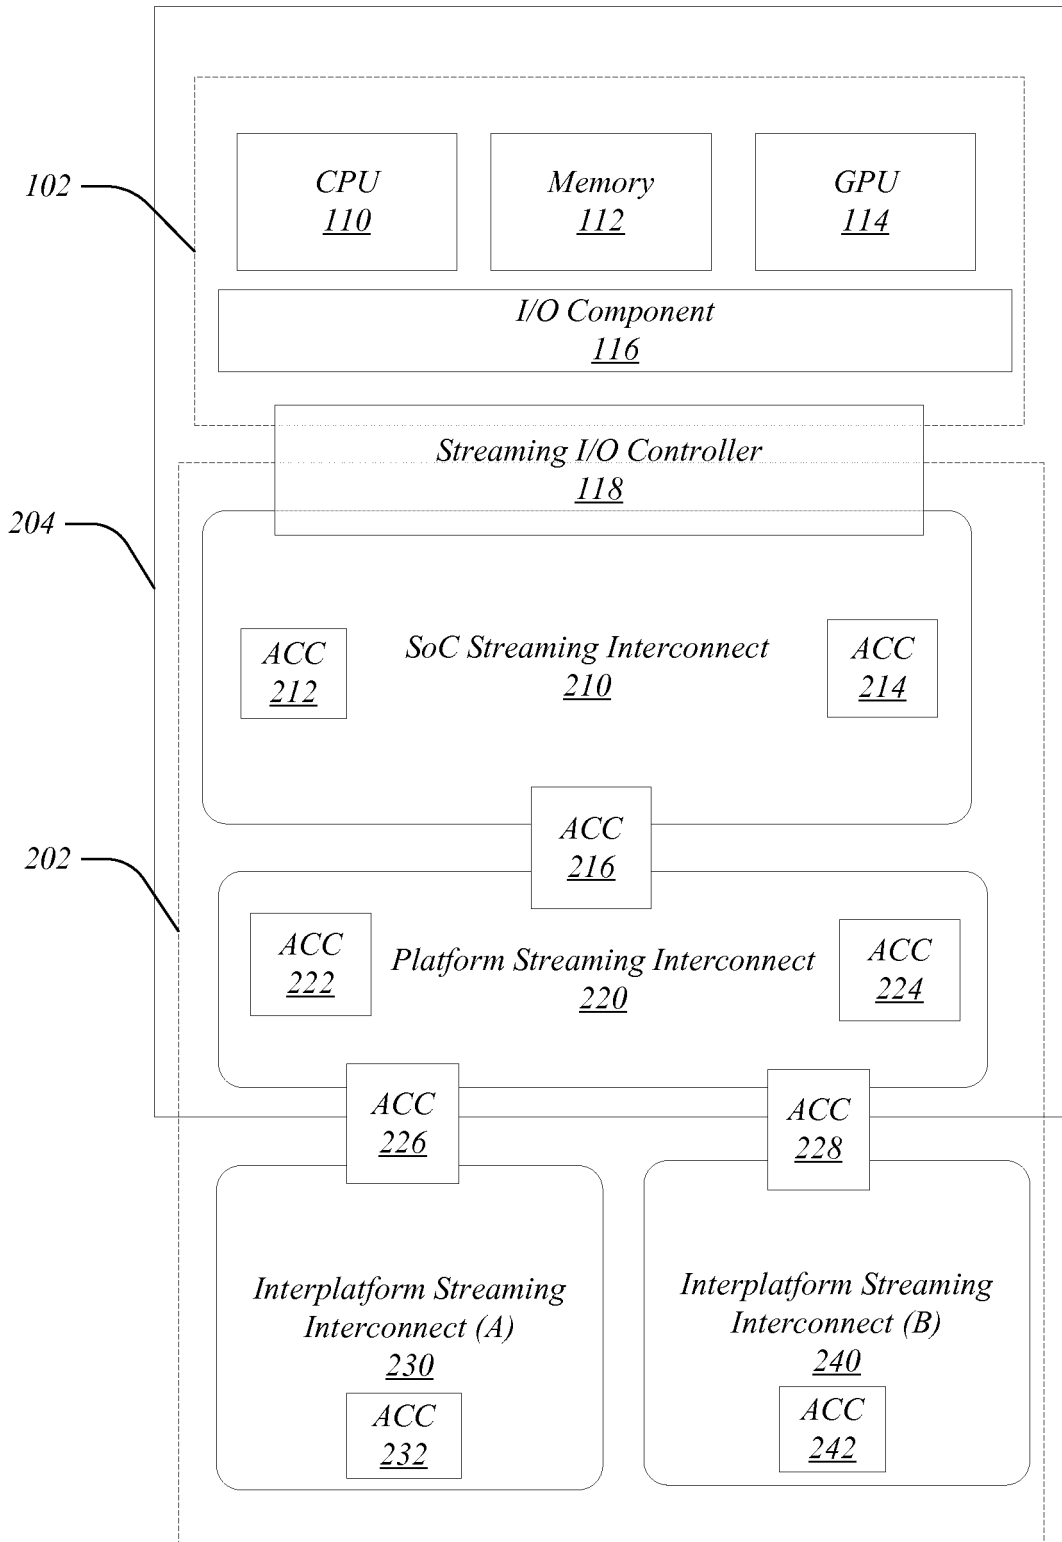 102
CPU
110
Memory
112
GPU
114
I/O Component
116
Streaming I/O Controller
118
204
SoC Streaming Interconnect
210
ACC
212
ACC
214
ACC
216
202
ACC
222
Platform Streaming Interconnect
220
ACC
224
ACC
226
ACC
228
Interplatform Streaming
Interconnect (A)
230
ACC
232
Interplatform Streaming
Interconnect (B)
240
ACC
242